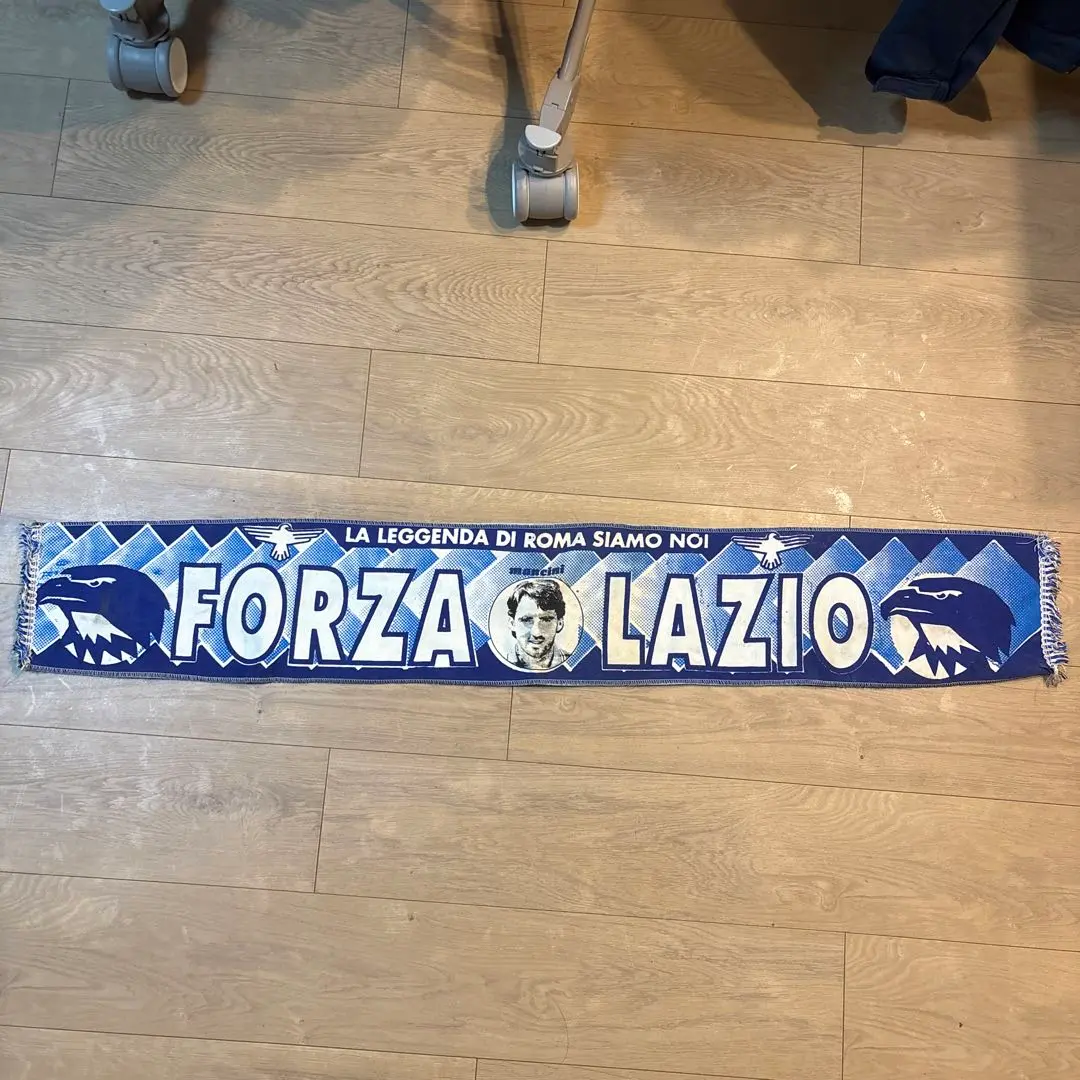 LA LEGGENDA DI ROMA SIAMO NOI
mancini
FORZA LAZIO